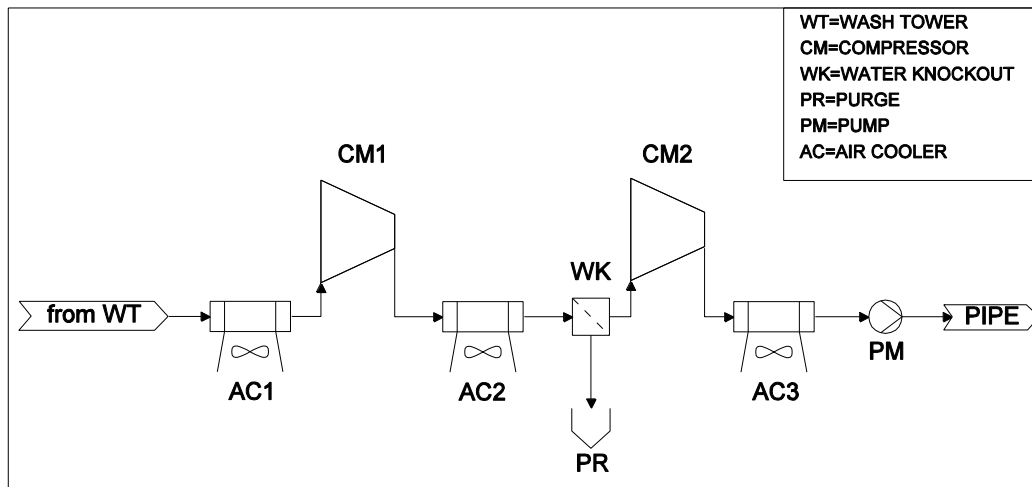 WT=WASH TOWER
CM=COMPRESSOR
WK=WATER KNOCKOUT
PR=PURGE
PM=PUMP
AC=AIR COOLER
CM1
CM2
WK
from WT
PIPE
PM
AC1
AC2
AC3
PR